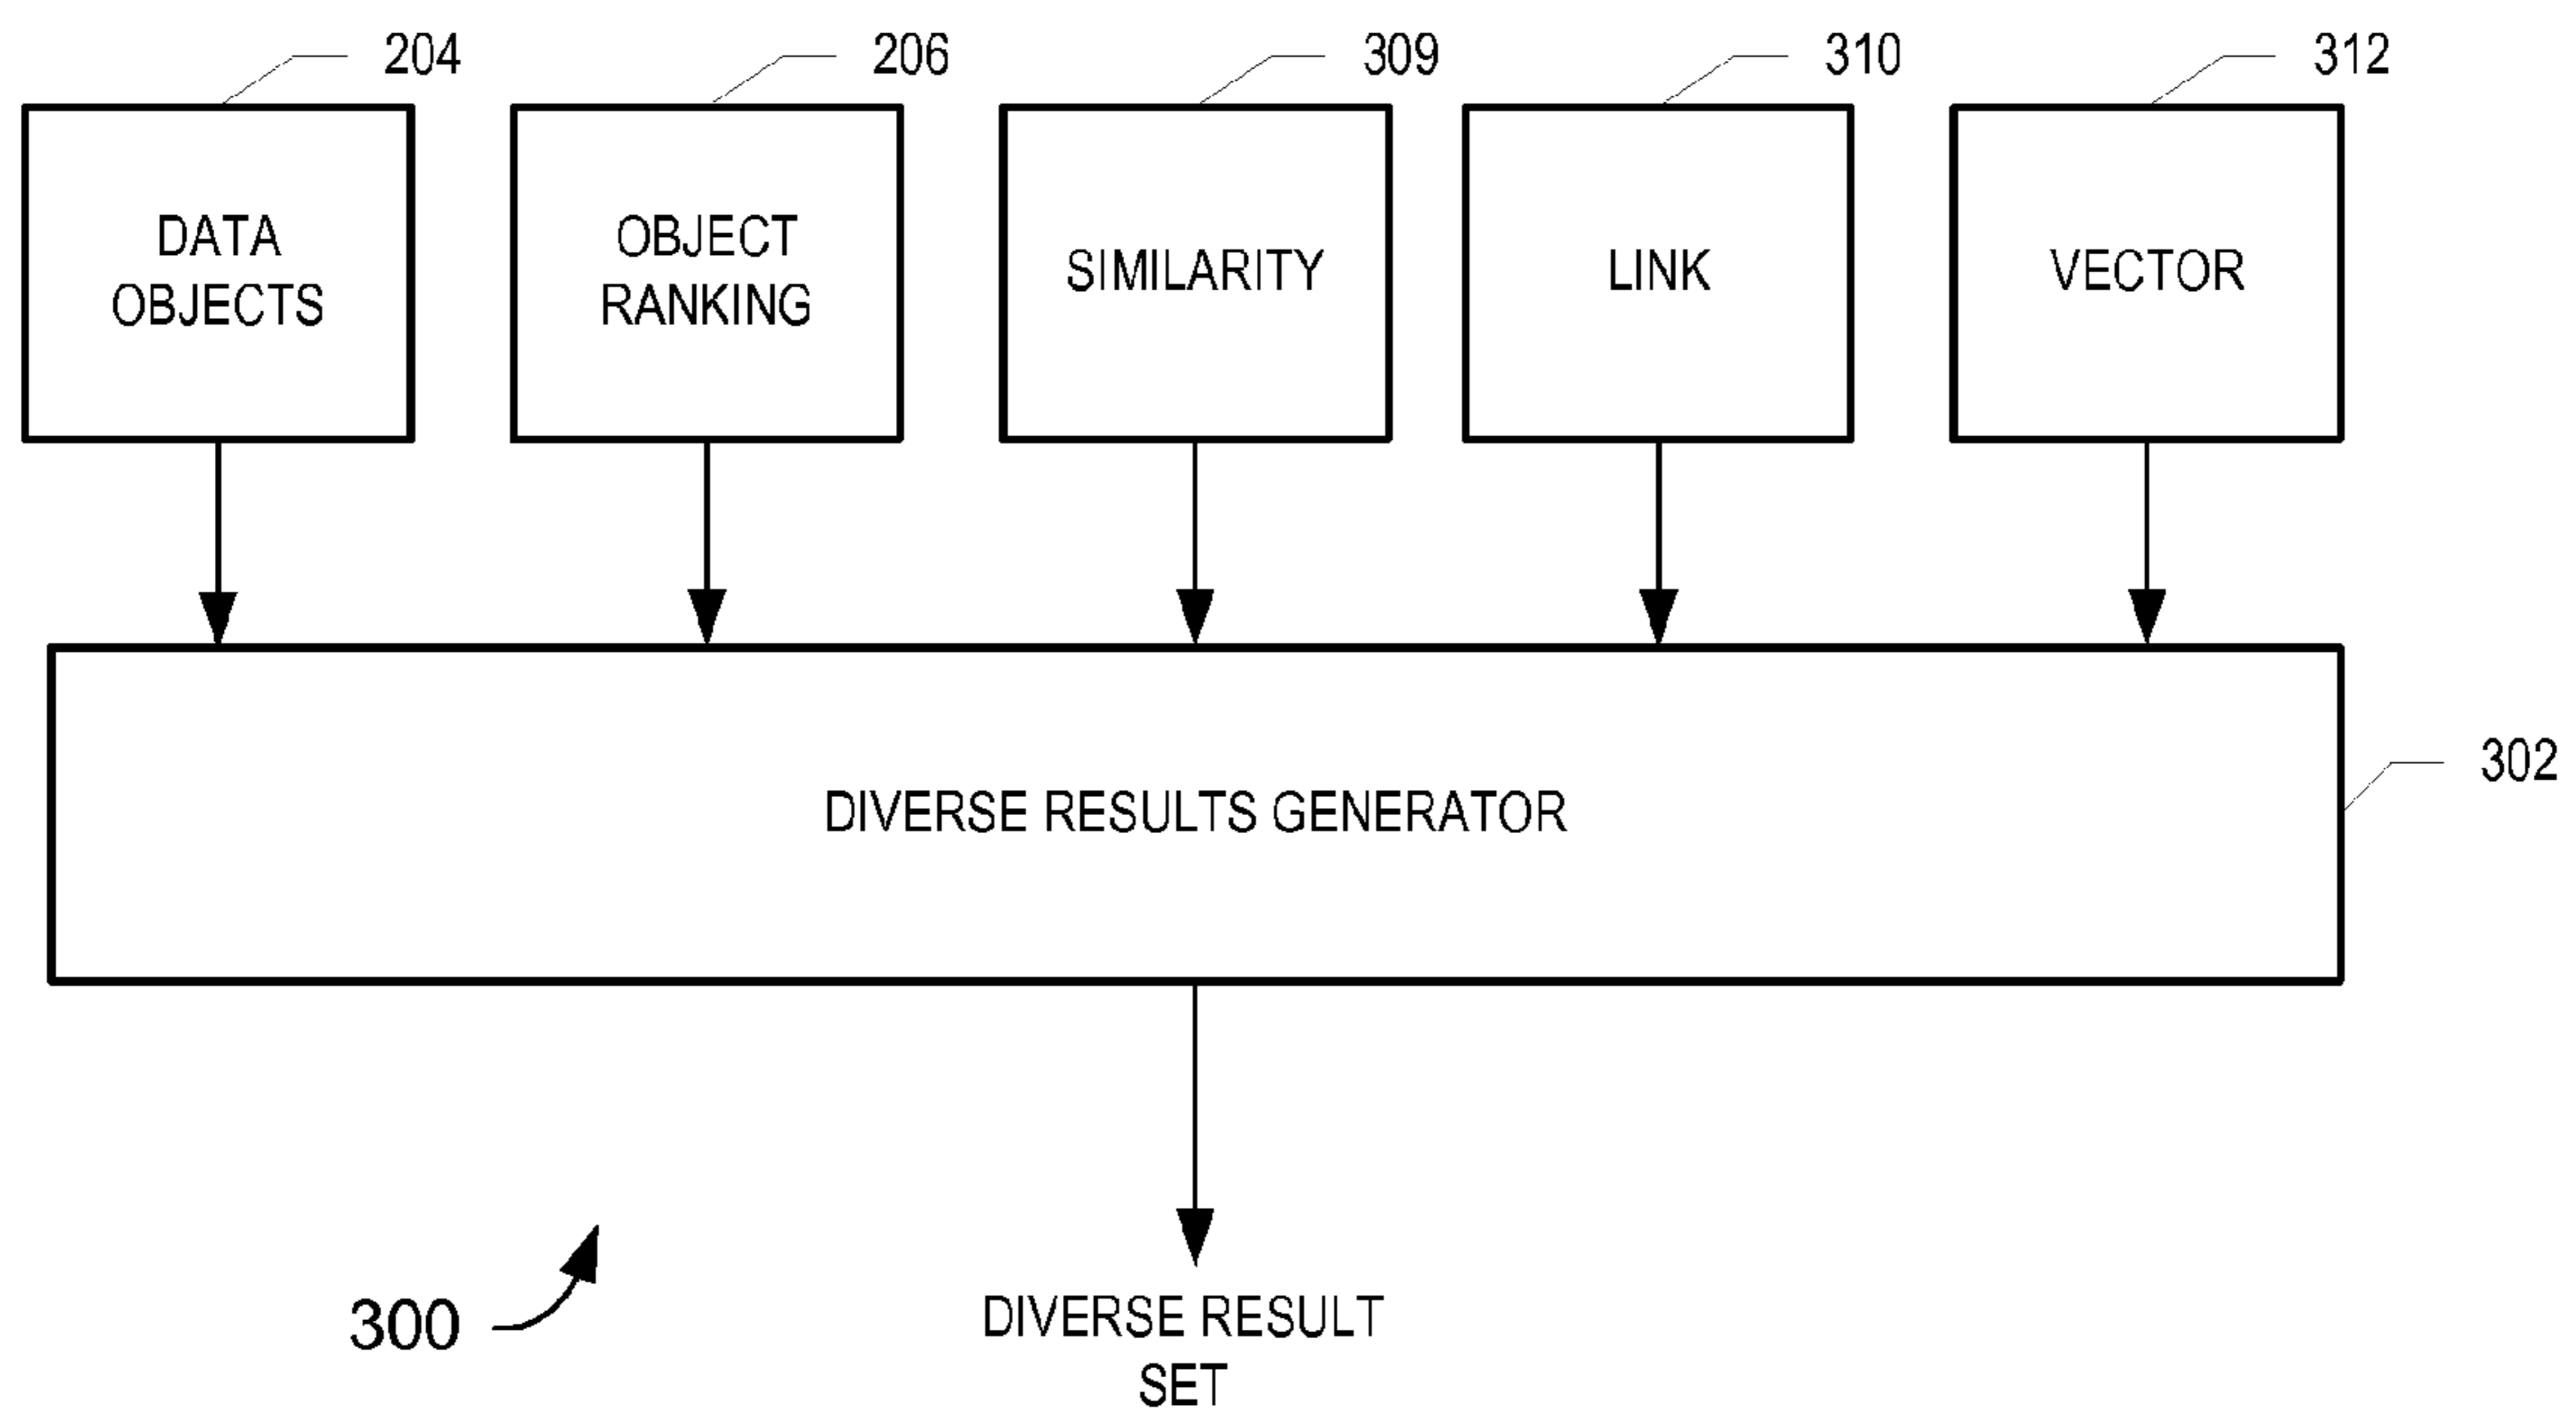 204
206
309
310
312
DATA
OBJECTS
OBJECT
RANKING
SIMILARITY
LINK
VECTOR
302
DIVERSE RESULTS GENERATOR
300
DIVERSE RESULT
SET